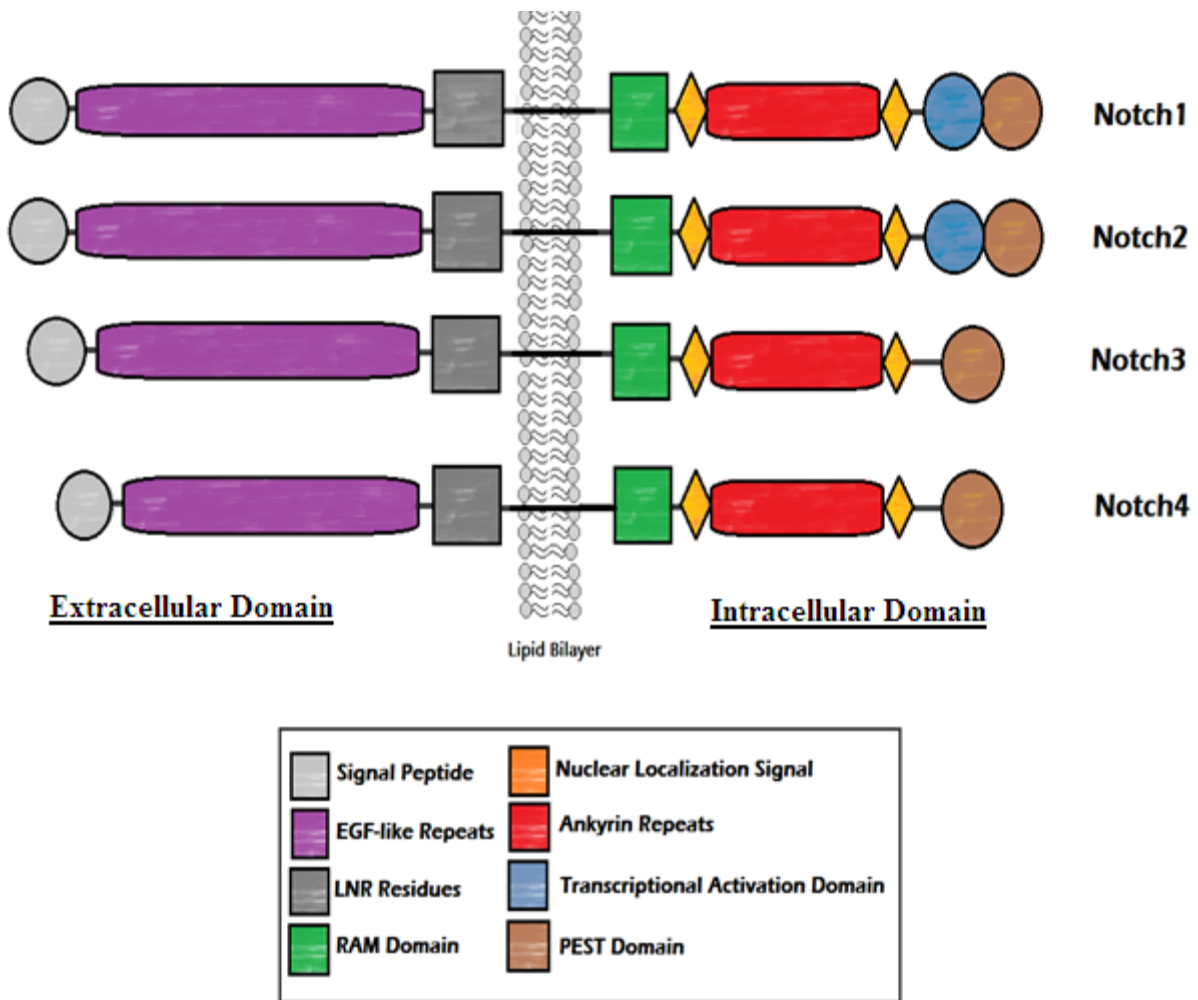 Notch1
Notch2
Notch3
Notch4
Extracellular Domain
Intracellular Domain
Lipid Bilayer
Signal Peptide
Nuclear Localization Signal
EGF-like Repeats
Ankyrin Repeats
LNR Residues
Transcriptional Activation Domain
RAM Domain
PEST Domain